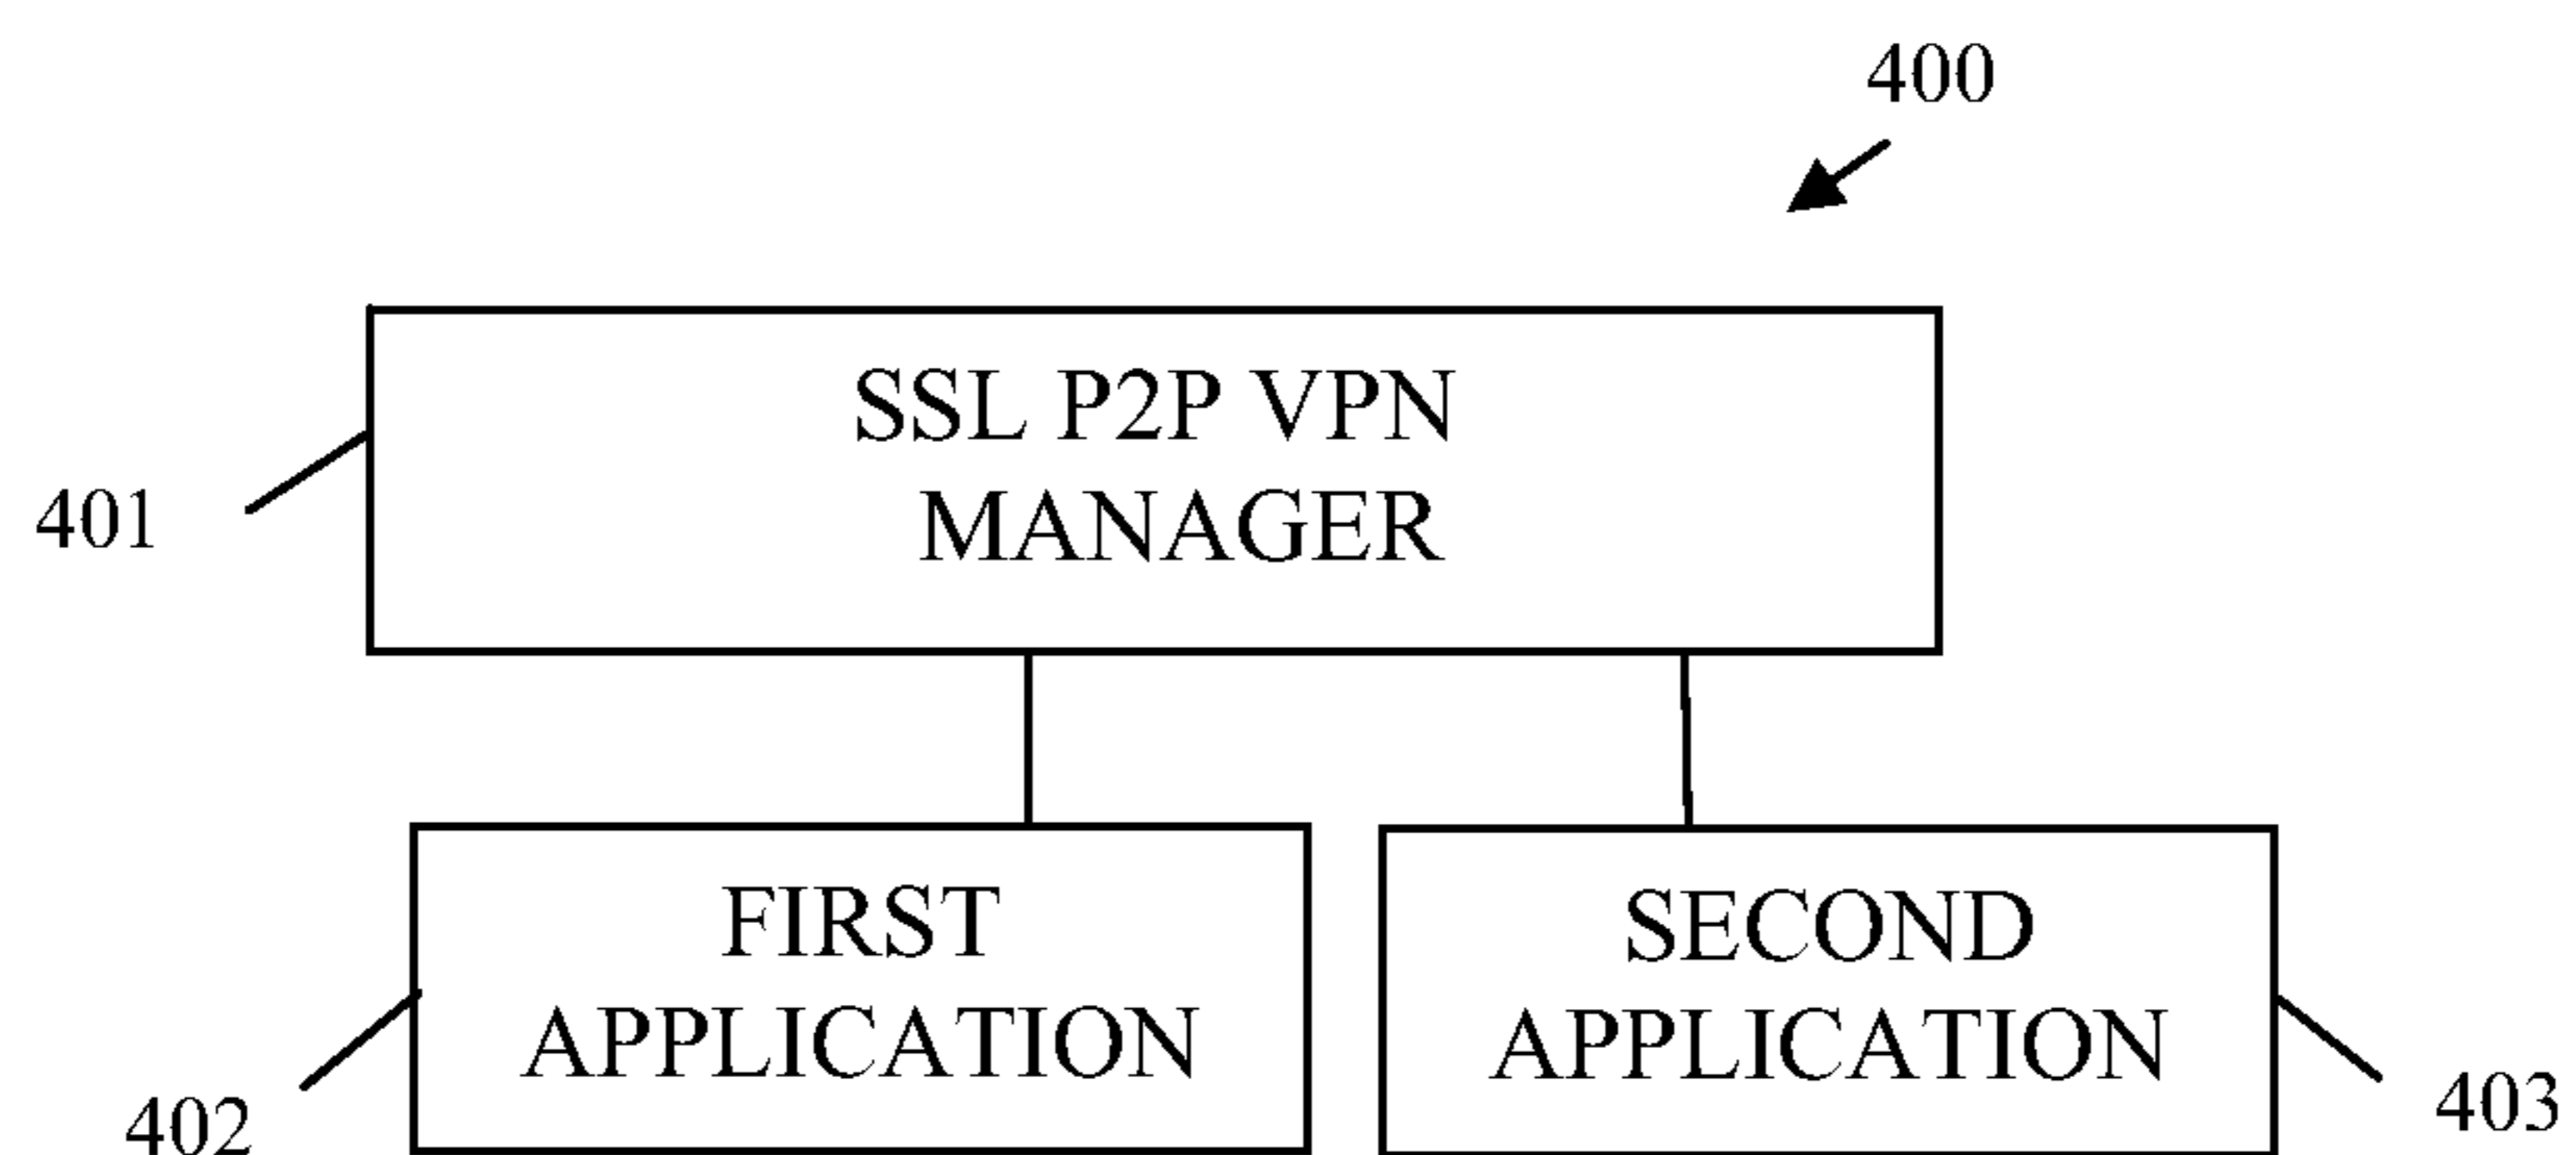 400
SSL P2P VPN
MANAGER
401
FIRST
APPLICATION
402
SECOND
APPLICATION
403